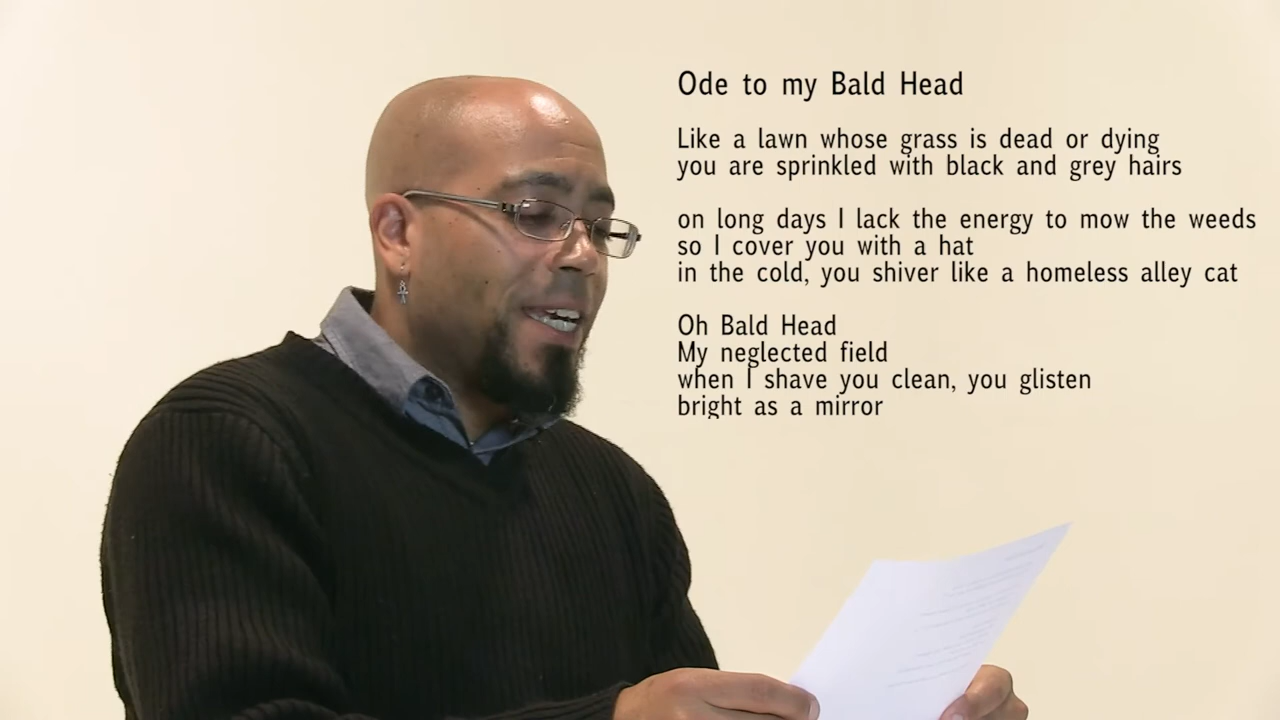 Ode to my Bald Head
Like a lawn whose grass is dead or dying
you are sprinkled with black and grey hairs
on long days I lack the energy to mow the weeds
so I cover you with a hat
in the cold, you shiver like a homeless alley cat
Oh Bald Head
My neglected field
when I shave you clean, you glisten
bright as a mirror